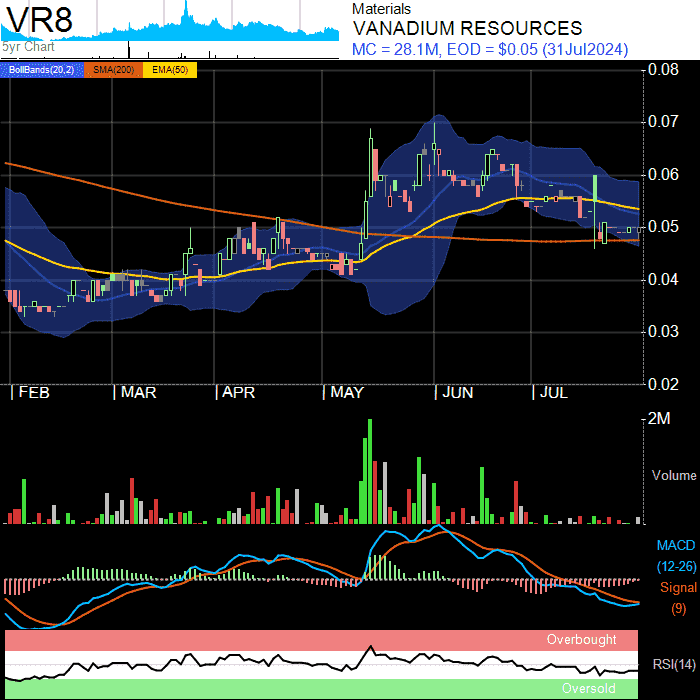 VR8
5yr Chart
Materials
VANADIUM RESOURCES
MC = 28.1M, EOD = $0.05 (31Jul2024)
BollBands(20,2) SMA(200) EMA(50)
0.08
0.07
0.06
0.05
0.04
0.03
0.02
FEB MAR APR MAY JUN JUL
2M
Volume
MACD
(12-26)
Signal
(9)
Overbought
RSI(14)
Oversold